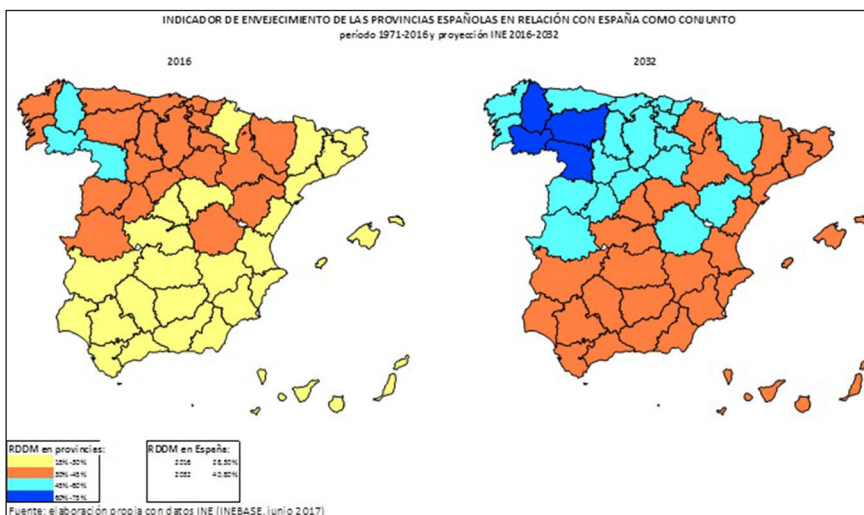 INDICADOR DE ENVEJECIMIENTO DE LAS PROVINCIAS ESPAÑOLAS EN RELACIÓN CON ESPAÑA COMO CONJUNTO
período 1971-2016 y proyección INE 2016-2032
2016
2032
RDDM en provincias:
15%-30%
30%-45%
45%-60%
60%-75%
RDDM en España:
2016
2032 40,60%
Fuente: elaboración propia con datos INE (INEBASE, junio 2017)